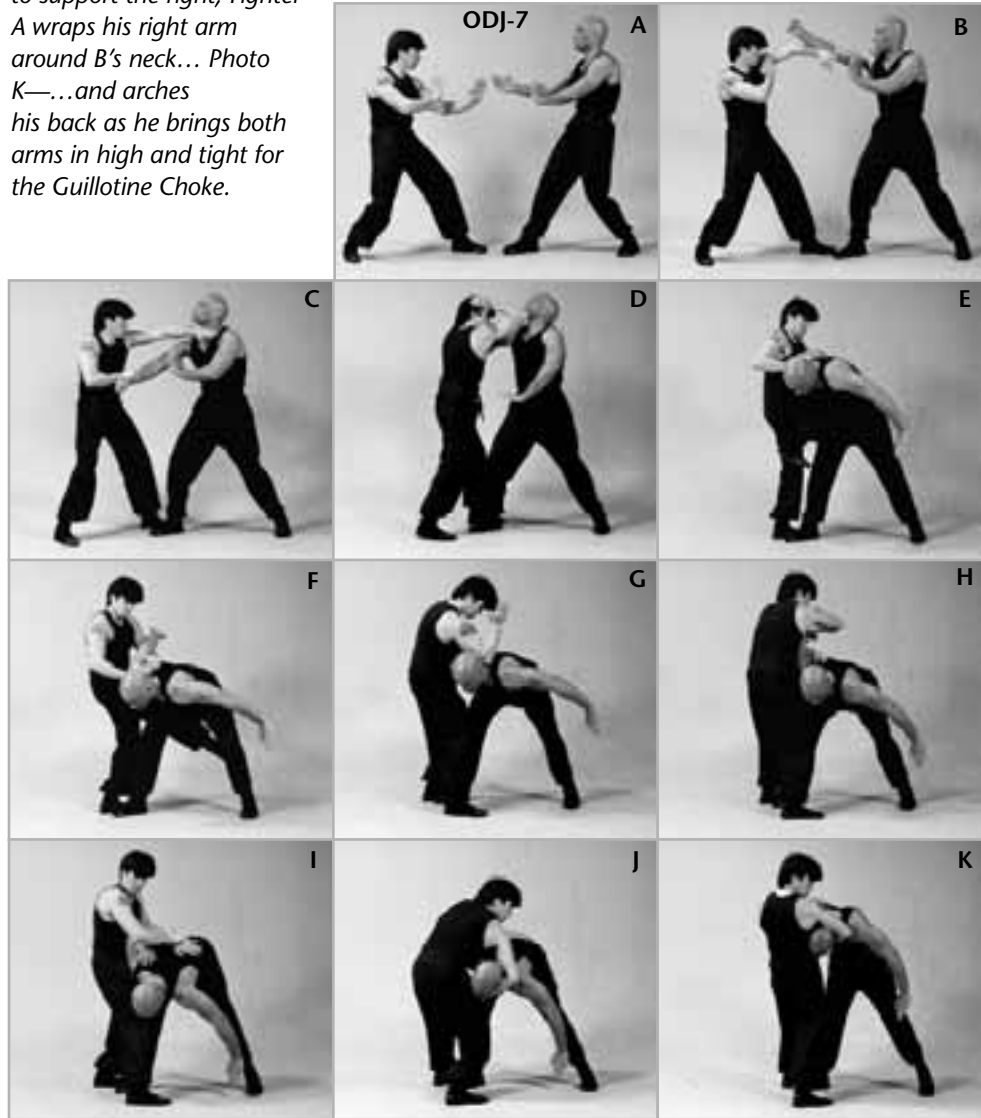 to support the right, Fighter
A wraps his right arm
around B’s neck… Photo
K—…and arches
his back as he brings both
arms in high and tight for
the Guillotine Choke.
ODJ-7
A
B
C
D
E
F
G
H
I
J
K